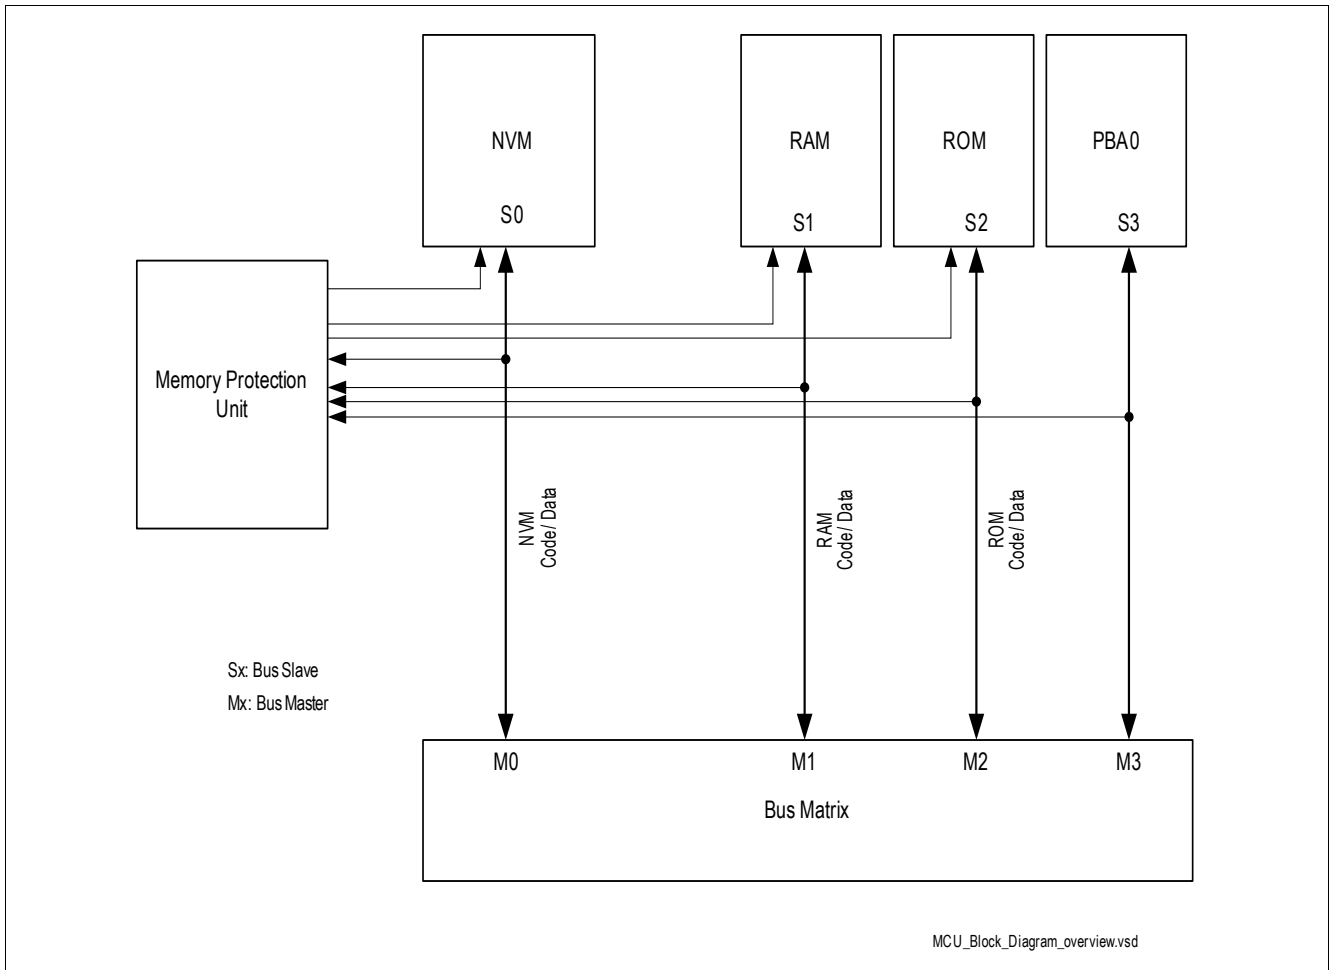 NVM
RAM
ROM
PBA0
S0
S1
S2
S3
Memory Protection
Unit
NVM
Code/ Data
RAM
Code/ Data
ROM
Code/ Data
Sx: Bus Slave
Mx: Bus Master
M0
M1
M2
M3
Bus Matrix
MCU_Block_Diagram_overview.vsd